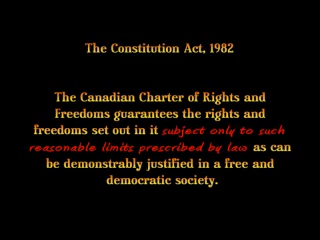 The Constitution Act, 1982
The Canadian Charter of Rights and
Freedoms guarantees the rights and
freedoms set out in it subject only to such
reasonable limits prescribed by law as can
be demonstrably justified in a free and
democratic society.